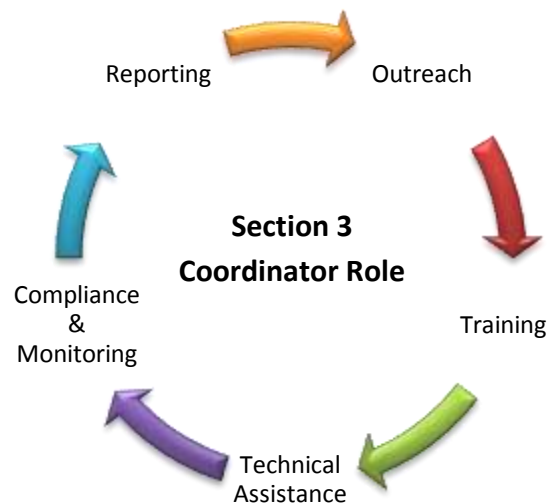 Reporting
Outreach
Section 3
Coordinator Role
Compliance
&
Monitoring
Training
Technical
Assistance